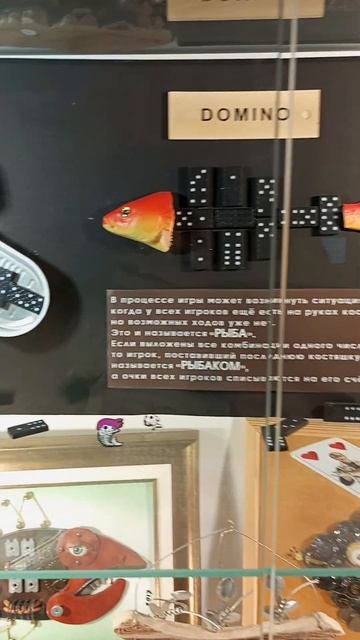 DOMINO
В процессе игры может возникнуть ситуац
когда у всех игроков ещё есть на руках кос
но возможных ходов уже нет.
Это и называется «РЫБА».
Если выложены все комбинации одного числ
то игрок, поставивший последнюю костяшку
называется «РЫБАКОМ»,
а очки всех игроков списываются на его сч